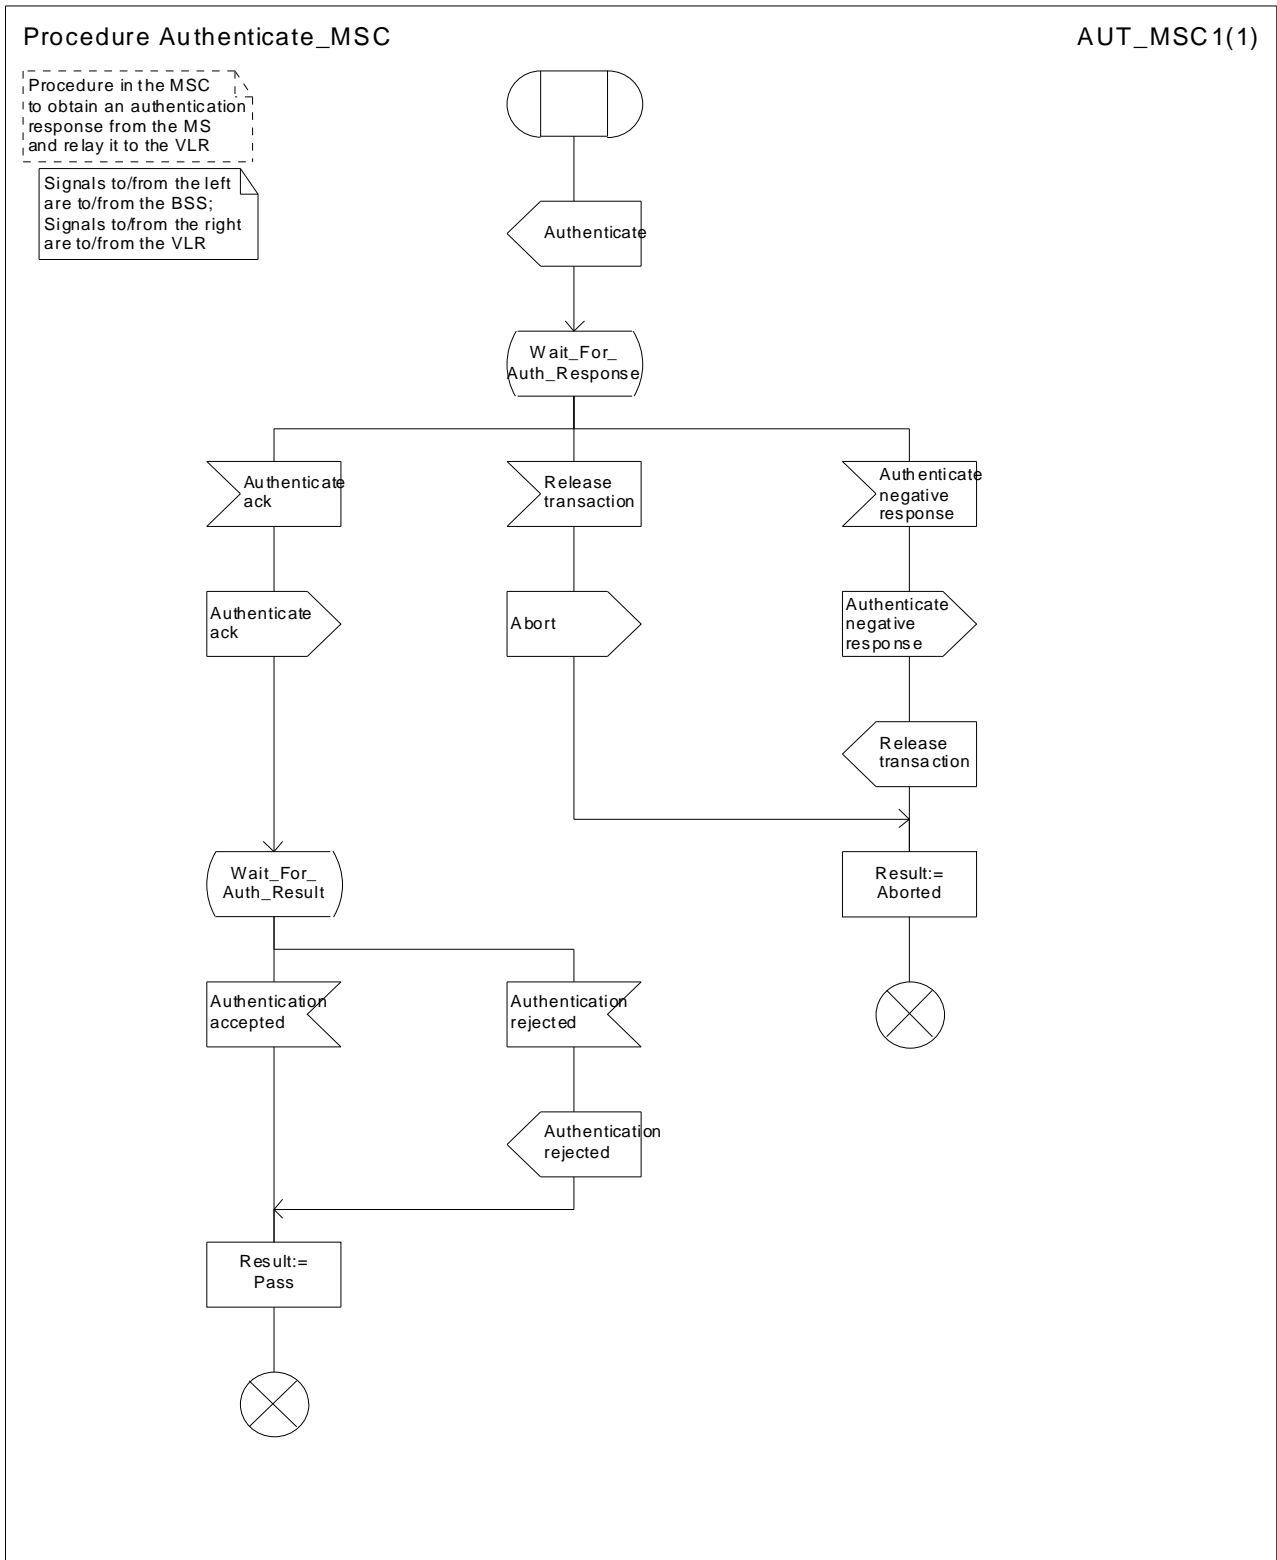 Procedure Authenticate_MSC
AUT_MSC1(1)
Procedure in the MSC
to obtain an authentication
response from the MS
and relay it to the VLR
Signals to/from the left
are to/from the BSS;
Signals to/from the right
are to/from the VLR
Authenticate
Wait_For_
Auth_Response
Authenticate
ack
Release
transaction
Authenticate
negative
response
Authenticate
ack
Abort
Authenticate
negative
response
Release
transaction
Wait_For_
Auth_Result
Result:=
Aborted
Authentication
accepted
Authentication
rejected
Authentication
rejected
Result:=
Pass